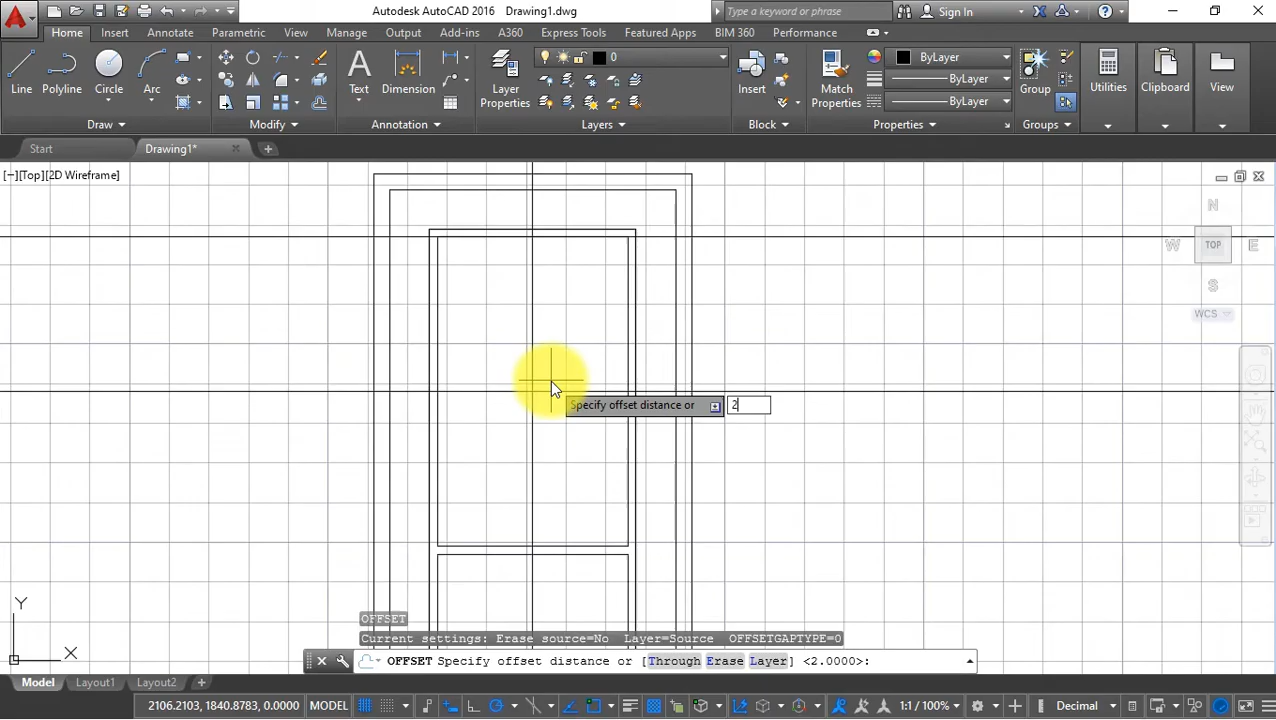 Autodesk AutoCAD 2016 Drawing1.dwg
Type a keyword or phrase
Sign In
Home Insert Annotate Parametric View Manage Output Add-ins A360 Express Tools Featured Apps BIM 360 Performance
Line Polyline Circle Arc
Text Dimension
Layer Properties
0
Insert
Match Properties
ByLayer
ByLayer
ByLayer
Group
Utilities Clipboard View
Draw Modify Annotation Layers Block Properties Groups
Start Drawing1*
[−][Top][2D Wireframe]
N
W TOP E
S
WCS
Specify offset distance or 2
Y
X
OFFSET
Current settings: Erase source=No Layer=Source OFFSETGAPTYPE=0
OFFSET Specify offset distance or [Through Erase Layer] <2.0000>:
Model Layout1 Layout2
2106.2103, 1840.8783, 0.0000 MODEL
1:1 / 100%
Decimal